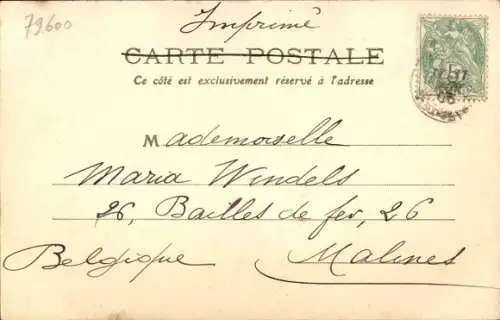 79600
Imprimé
CARTE POSTALE
Ce côté est exclusivement réservé à l'adresse
Mademoiselle
Maria Windels
26, Bailles de fer, 26
Malines
Belgique